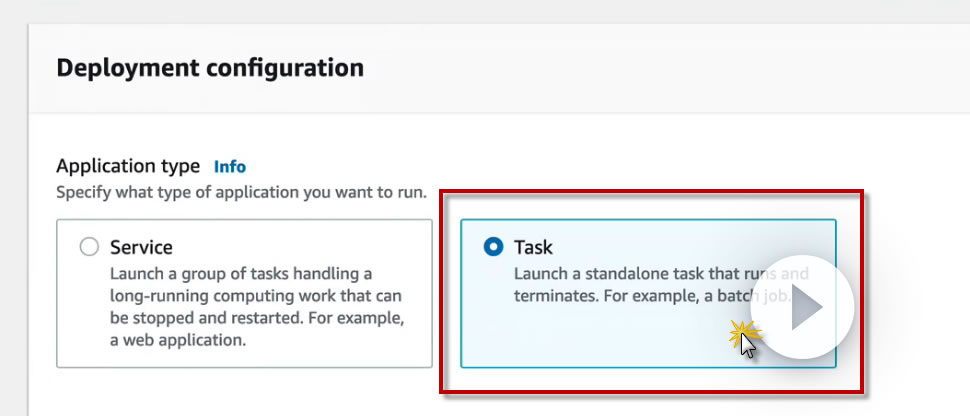 Deployment configuration
Application type Info
Specify what type of application you want to run.
Service
Launch a group of tasks handling a
long-running computing work that can
be stopped and restarted. For example,
a web application.
Task
Launch a standalone task that runs and
terminates. For example, a batch job.